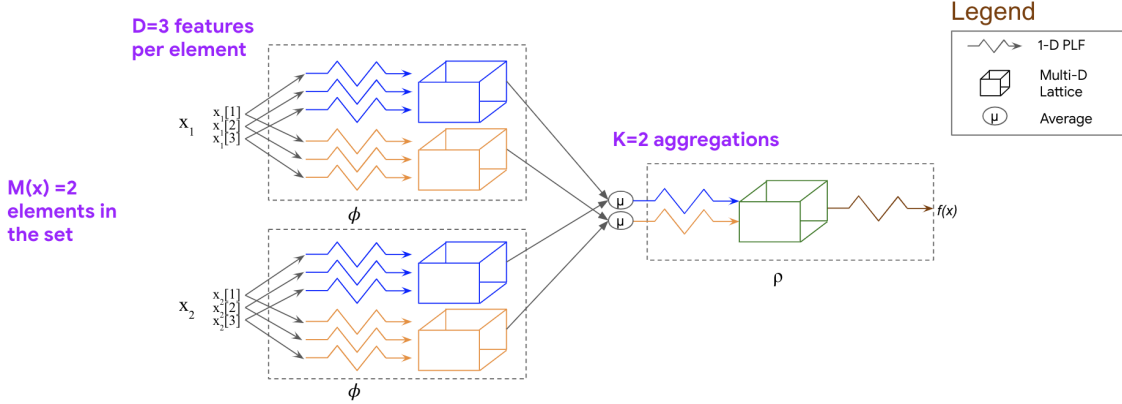 D=3 features
per element
Legend
1-D PLF
Multi-D
Lattice
μ Average
x1
x1[1]
x1[2]
x1[3]
ϕ
M(x) =2
elements in
the set
K=2 aggregations
μ
μ
f(x)
ρ
x2
x2[1]
x2[2]
x2[3]
ϕ